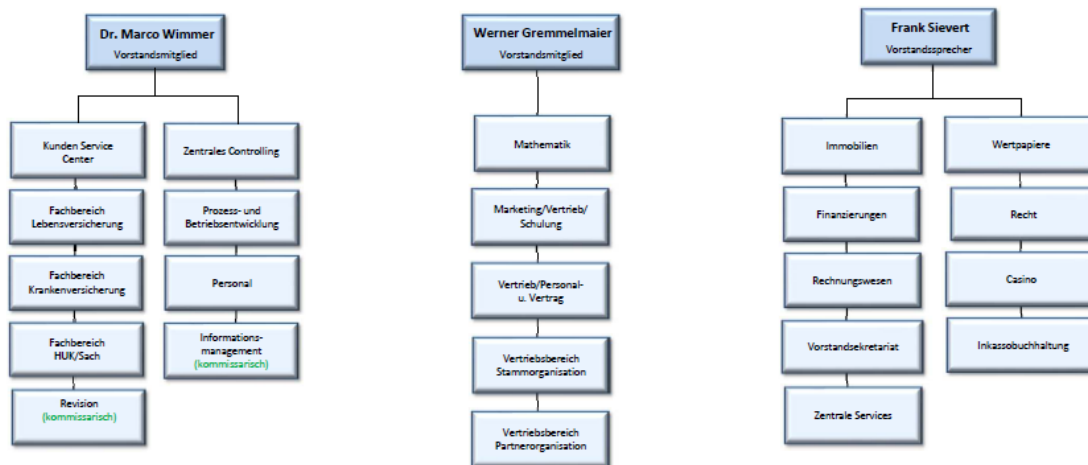 Dr. Marco Wimmer
Vorstandsmitglied
Kunden Service
Center
Fachbereich
Lebensversicherung
Fachbereich
Krankenversicherung
Fachbereich
HUK/Sach
Revision
(kommissarisch)
Zentrales Controlling
Prozess- und
Betriebsentwicklung
Personal
Informations-
management
(kommissarisch)
Werner Gremmelmaier
Vorstandsmitglied
Mathematik
Marketing/Vertrieb/
Schulung
Vertrieb/Personal-
u. Vertrag
Vertriebsbereich
Stammorganisation
Vertriebsbereich
Partnerorganisation
Frank Sievert
Vorstandssprecher
Immobilien
Finanzierungen
Rechnungswesen
Vorstandsekretariat
Zentrale Services
Wertpapiere
Recht
Casino
Inkassobuchhaltung